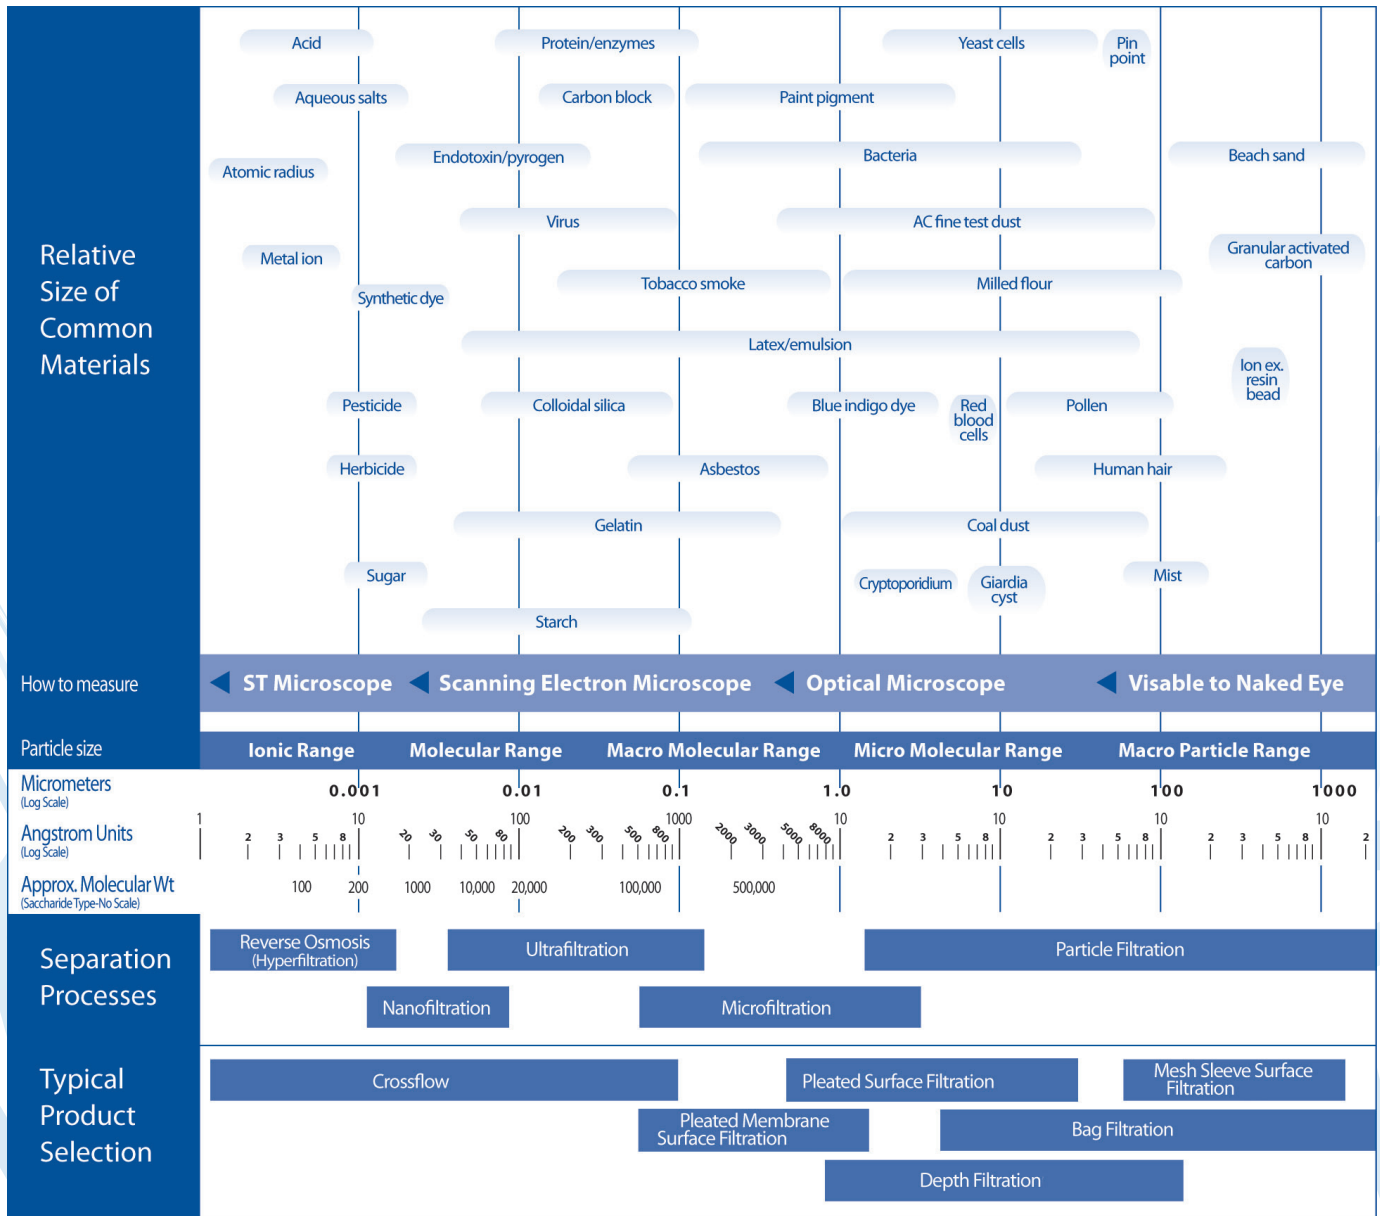 Relative
Size of
Common
Materials
Acid
Protein/enzymes
Yeast cells
Pin
point
Aqueous salts
Carbon block
Paint pigment
Atomic radius
Endotoxin/pyrogen
Bacteria
Beach sand
Virus
AC fine test dust
Metal ion
Granular activated
carbon
Synthetic dye
Tobacco smoke
Milled flour
Latex/emulsion
Ion ex.
resin
bead
Pesticide
Colloidal silica
Blue indigo dye
Red
blood
cells
Pollen
Herbicide
Asbestos
Human hair
Gelatin
Coal dust
Sugar
Cryptoporidium
Giardia
cyst
Mist
Starch
How to measure
ST Microscope
Scanning Electron Microscope
Optical Microscope
Visable to Naked Eye
Particle size
Ionic Range
Molecular Range
Macro Molecular Range
Micro Molecular Range
Macro Particle Range
Micrometers
(Log Scale)
0.001 0.01 0.1 1.0 10 100 1000
Angstrom Units
(Log Scale)
1 10 100 1000 10 10 10 10
2 3 5 8 20 30 50 80 200 300 500 800 2000 3000 5000 8000 2 3 5 8 2 3 5 8 2 3 5 8 2
Approx. Molecular Wt
(Saccharide Type-No Scale)
100 200 1000 10,000 20,000 100,000 500,000
Separation
Processes
Reverse Osmosis
(Hyperfiltration)
Ultrafiltration
Particle Filtration
Nanofiltration
Microfiltration
Typical
Product
Selection
Crossflow
Pleated Surface Filtration
Mesh Sleeve Surface
Filtration
Pleated Membrane
Surface Filtration
Bag Filtration
Depth Filtration